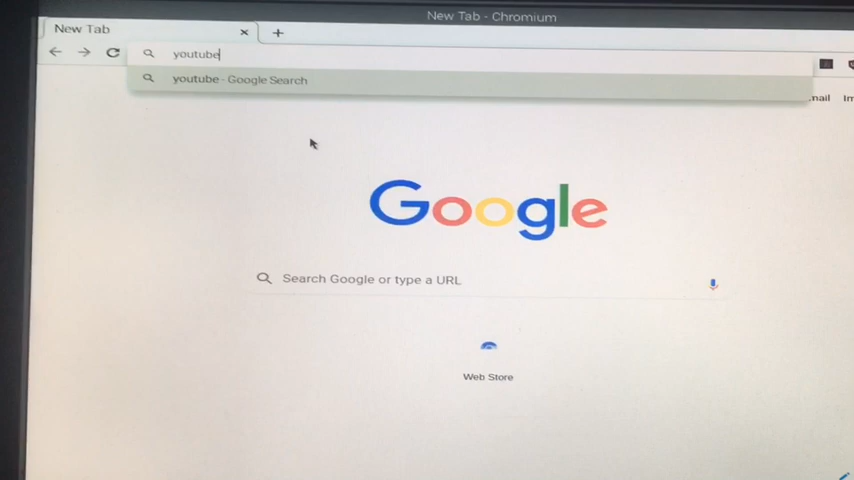 New Tab - Chromium
New Tab
youtube
youtube - Google Search
Google
Search Google or type a URL
Web Store